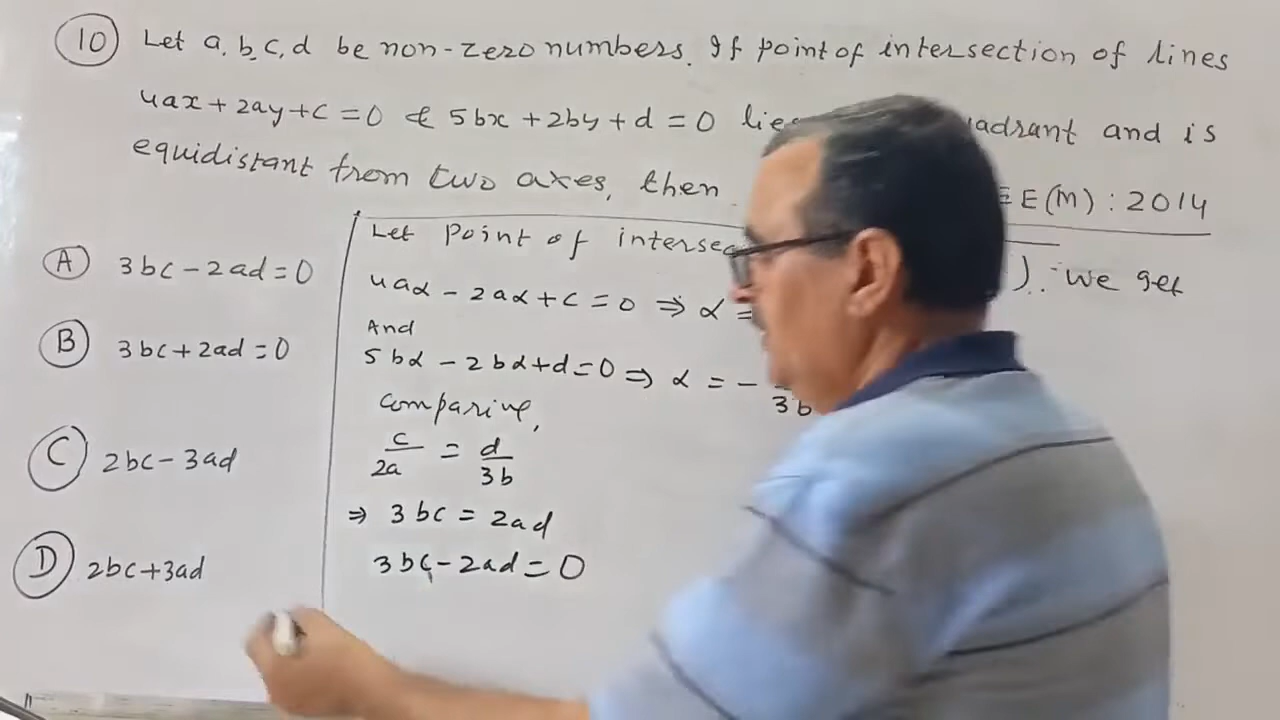 10 Let a, b, c, d be non-zero numbers. If point of intersection of lines
4ax + 2ay + c = 0 & 5bx + 2by + d = 0 lies quadrant and is
equidistant from two axes, then
E(M) : 2014
Let point of ). We get
4aα - 2aα + c = 0 ⇒ α =
And
5bα - 2bα + d = 0 ⇒ α = - 3b
Comparing,
c/2a = d/3b
⇒ 3bc = 2ad
3bc - 2ad = 0
A 3bc - 2ad = 0
B 3bc + 2ad = 0
C 2bc - 3ad
D 2bc + 3ad